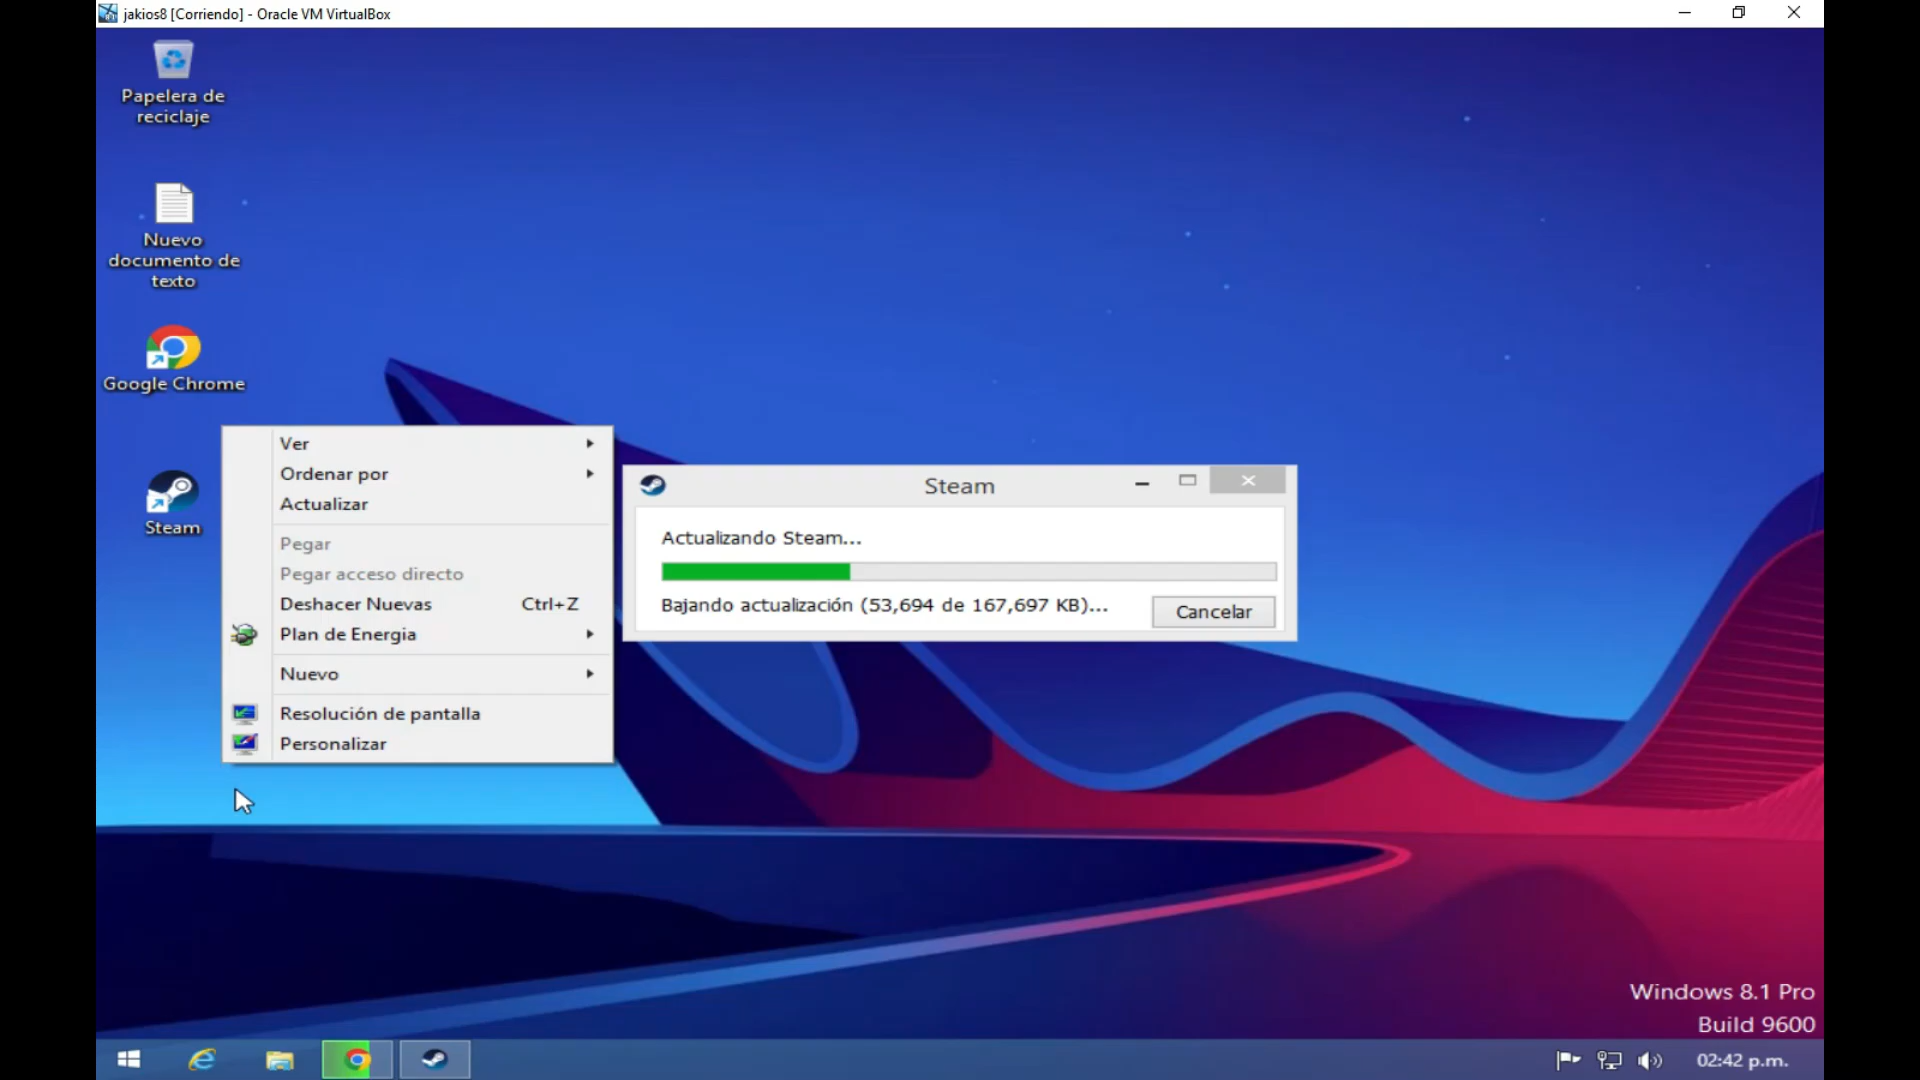 jakios8 [Corriendo] - Oracle VM VirtualBox
Papelera de
reciclaje
Nuevo
documento de
texto
Google Chrome
Steam
Ver
Ordenar por
Actualizar
Pegar
Pegar acceso directo
Deshacer Nuevas Ctrl+Z
Plan de Energia
Nuevo
Resolución de pantalla
Personalizar
Steam
Actualizando Steam...
Bajando actualización (53,694 de 167,697 KB)...
Cancelar
Windows 8.1 Pro
Build 9600
02:42 p.m.